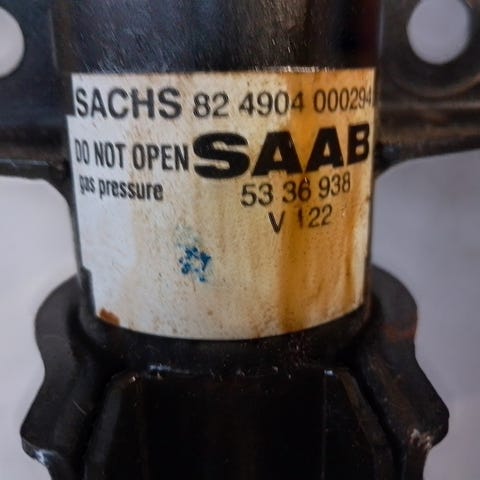 SACHS 82 4904 000294
DO NOT OPEN SAAB
gas pressure 53 36 938
V 122